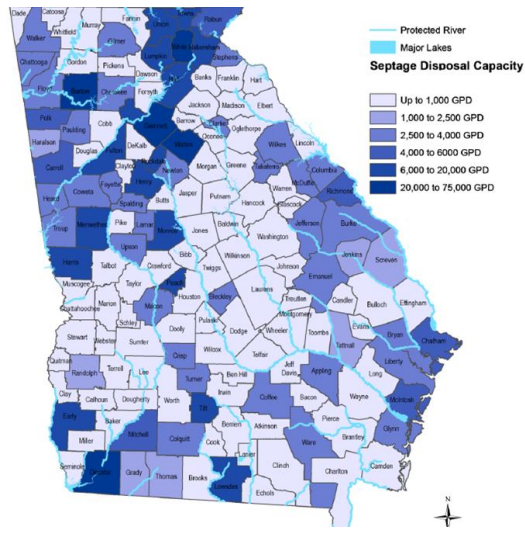 Dade
Catoosa
Fannin
Rabun
Murray
Whitfield
Walker
Gilmer
White
Habersham
Lumpkin
Stephens
Chattooga
Gordon
Pickens
Dawson
Banks
Franklin
Hart
Floyd
Bartow
Cherokee
Forsyth
Jackson
Madison
Elbert
Polk
Paulding
Cobb
Gwinnett
Barrow
Clarke
Oconee
Oglethorpe
Haralson
Douglas
Fulton
DeKalb
Walton
Wilkes
Lincoln
Carroll
Clayton
Rockdale
Newton
Morgan
Greene
Taliaferro
Columbia
McDuffie
Heard
Coweta
Fayette
Henry
Butts
Jasper
Putnam
Hancock
Warren
Glascock
Richmond
Spalding
Troup
Meriwether
Pike
Lamar
Monroe
Jones
Baldwin
Washington
Jefferson
Burke
Upson
Harris
Talbot
Crawford
Bibb
Twiggs
Wilkinson
Johnson
Jenkins
Screven
Emanuel
Muscogee
Taylor
Peach
Houston
Bleckley
Laurens
Treutlen
Candler
Bulloch
Effingham
Chattahoochee
Marion
Macon
Schley
Dooly
Pulaski
Dodge
Wheeler
Montgomery
Toombs
Evans
Tattnall
Bryan
Chatham
Stewart
Webster
Sumter
Wilcox
Telfair
Crisp
Quitman
Randolph
Terrell
Lee
Turner
Ben Hill
Jeff
Davis
Appling
Long
Liberty
Clay
Calhoun
Dougherty
Worth
Irwin
Coffee
Bacon
Wayne
McIntosh
Early
Baker
Tift
Mitchell
Colquitt
Cook
Berrien
Atkinson
Ware
Pierce
Brantley
Glynn
Miller
Seminole
Decatur
Grady
Thomas
Brooks
Lowndes
Lanier
Clinch
Echols
Charlton
Camden
Protected River
Major Lakes
Septage Disposal Capacity
Up to 1,000 GPD
1,000 to 2,500 GPD
2,500 to 4,000 GPD
4,000 to 6000 GPD
6,000 to 20,000 GPD
20,000 to 75,000 GPD
N